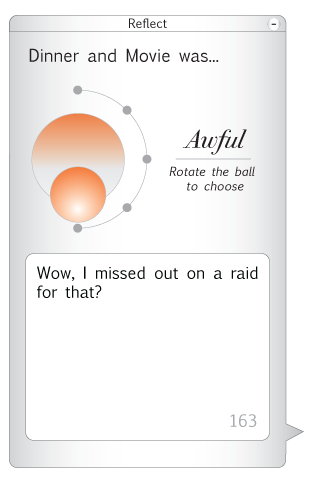 Reflect
Dinner and Movie was...
Awful
Rotate the ball
to choose
Wow, I missed out on a raid
for that?
163